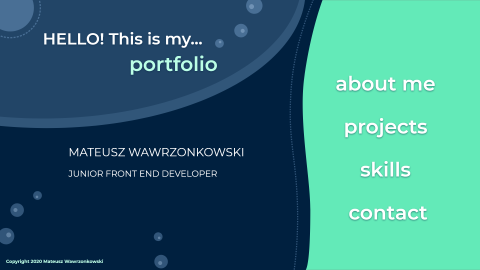 HELLO! This is my...
portfolio
MATEUSZ WAWRZONKOWSKI
JUNIOR FRONT END DEVELOPER
about me
projects
skills
contact
Copyright 2020 Mateusz Wawrzonkowski